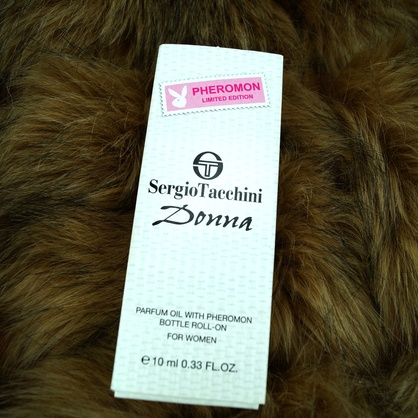 PHEROMON
LIMITED EDITION
SergioTacchini
Donna
PARFUM OIL WITH PHEROMON
BOTTLE ROLL-ON
FOR WOMEN
℮10 ml 0.33 FL.OZ.